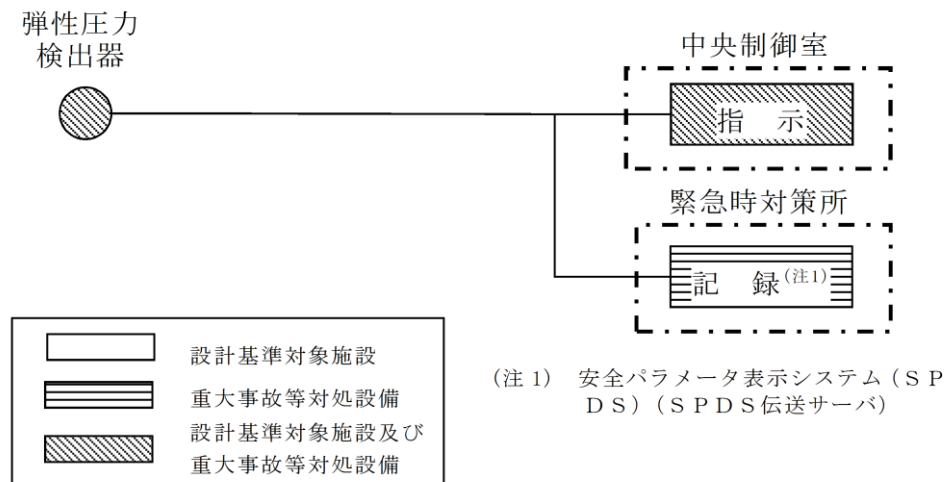 弾性圧力
検出器
中央制御室
指　示
緊急時対策所
記　録(注1)
設計基準対象施設
重大事故等対処設備
設計基準対象施設及び
重大事故等対処設備
(注１)　安全パラメータ表示システム（ＳＰ
ＤＳ）（ＳＰＤＳ伝送サーバ）